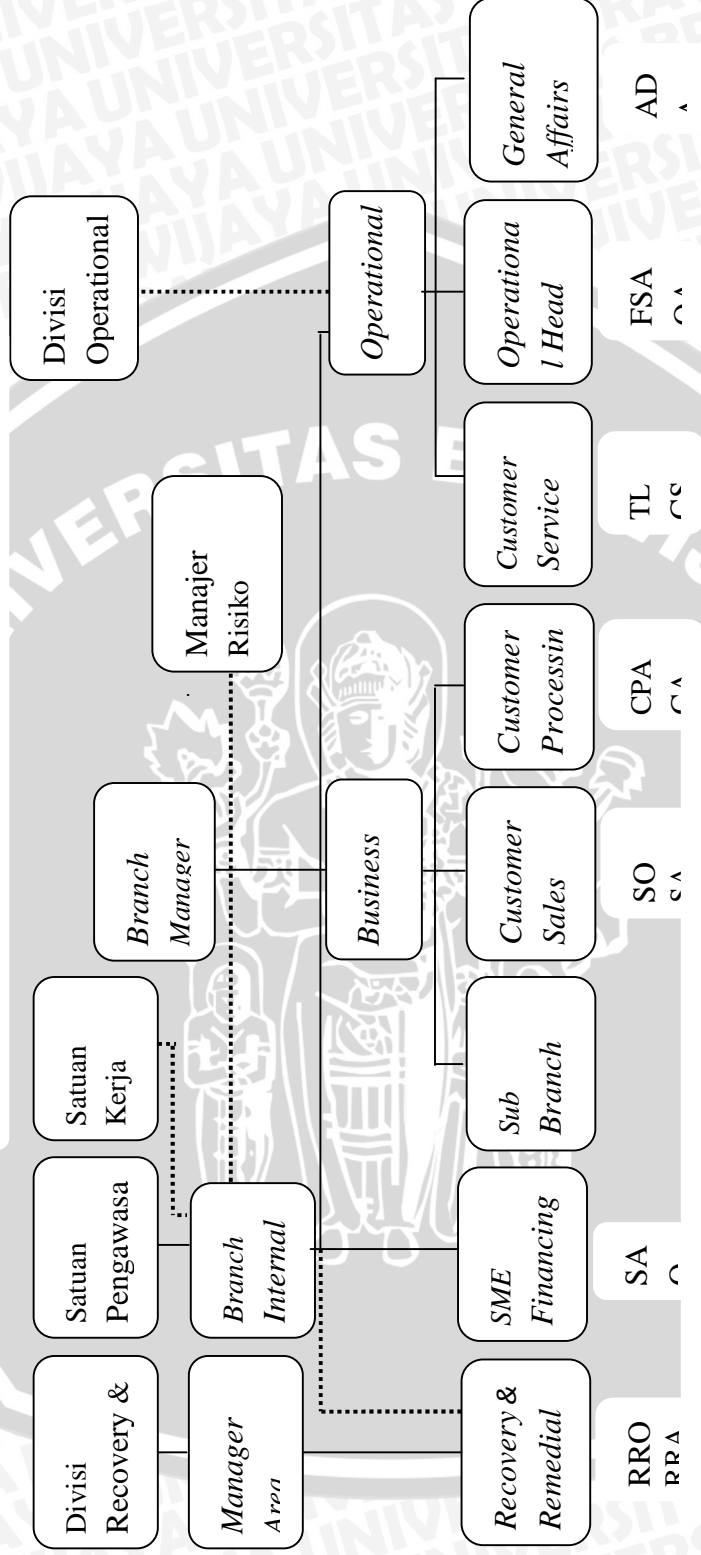 Divisi
Recovery &
Satuan
Pengawasa
Satuan
Kerja
Branch
Manager
Manajer
Risiko
Divisi
Operational
Manager
Area
Branch
Internal
Business
Operational
Recovery &
Remedial
SME
Financing
Sub
Branch
Customer
Sales
Customer
Processin
Customer
Service
Operationa
l Head
General
Affairs
RRO
SA
SO
CPA
TL
FSA
AD